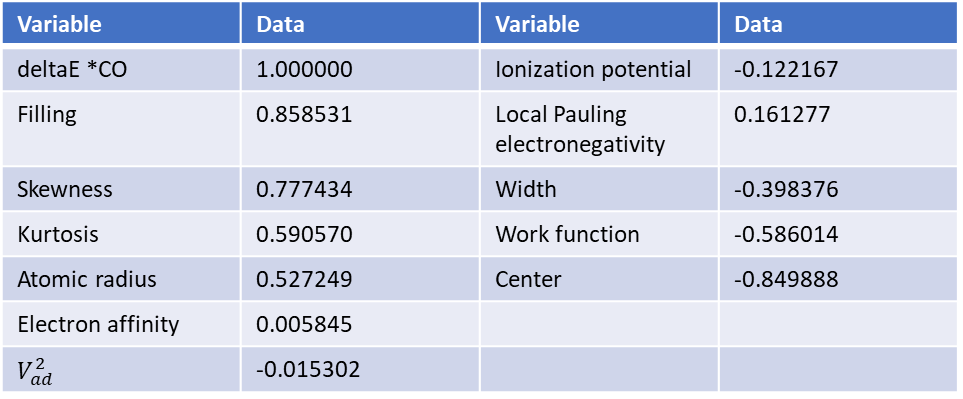 Variable Data Variable Data
deltaE *CO 1.000000 Ionization potential -0.122167
Filling 0.858531 Local Pauling 0.161277
electronegativity
Skewness 0.777434 Width -0.398376
Kurtosis 0.590570 Work function -0.586014
Atomic radius 0.527249 Center -0.849888
Electron affinity 0.005845
$V_{ad}^{2}$ -0.015302